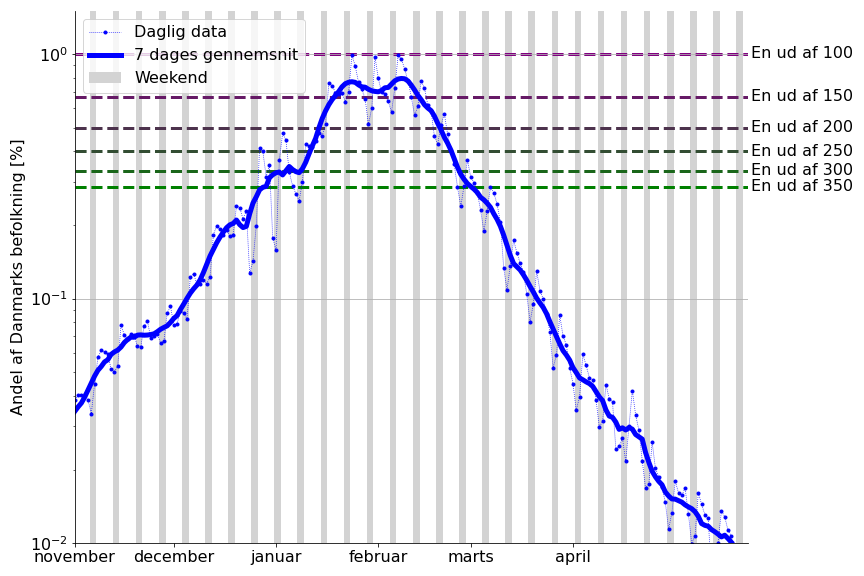 Daglig data
7 dages gennemsnit
Weekend
10⁰
10⁻¹
10⁻²
Andel af Danmarks befolkning [%]
En ud af 100
En ud af 150
En ud af 200
En ud af 250
En ud af 300
En ud af 350
november december januar februar marts april